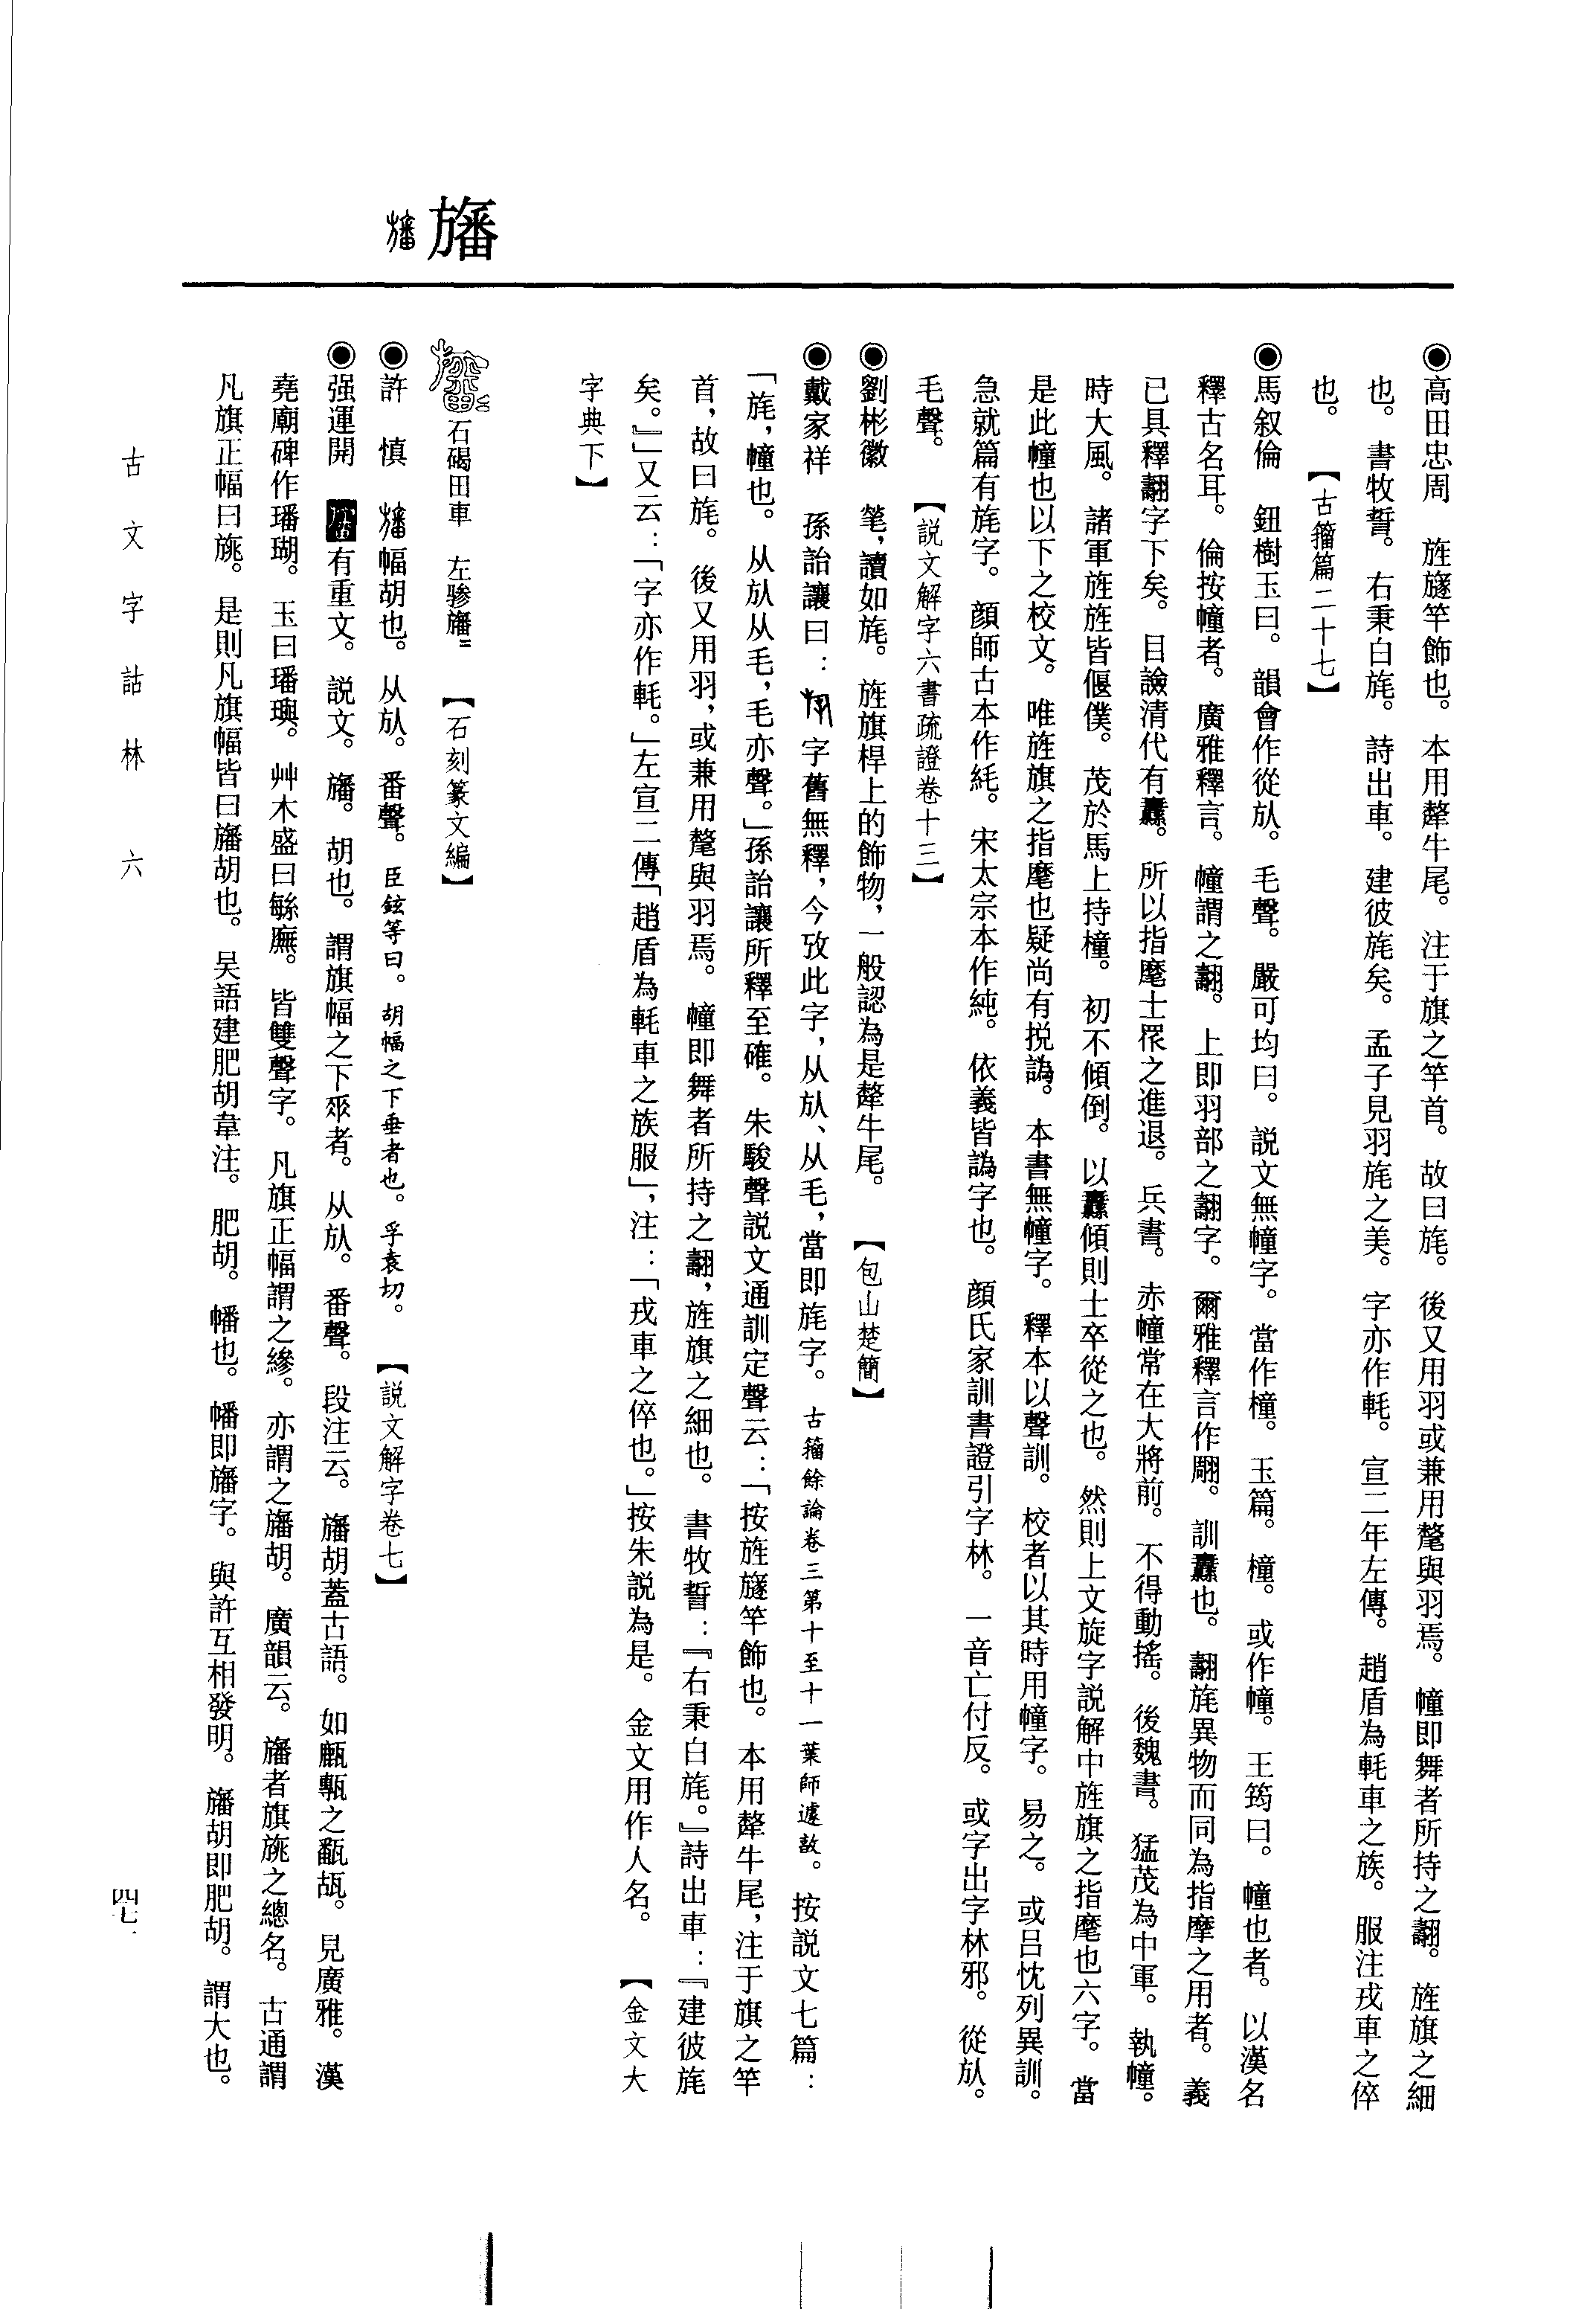 旛
◉高田忠周　旌旞竿飾也。本用犛牛尾。注于旗之竿首。故曰旄。後又用羽或兼用氂與羽焉。幢即舞者所持之翿。旌旗之細
也。書牧誓。右秉白旄。詩出車。建彼旄矣。孟子見羽旄之美。字亦作軞。宣二年左傳。趙盾為軞車之族。服注戎車之倅
也。【古籀篇二十七】
◉馬叙倫　鈕樹玉曰。韻會作從㫃。毛聲。嚴可均曰。説文無幢字。當作橦。玉篇。橦。或作幢。王筠曰。幢也者。以漢名
釋古名耳。倫按幢者。廣雅釋言。幢謂之翿。上即羽部之翿字。爾雅釋言作翢。訓纛也。翿旄異物而同為指摩之用者。義
已具釋翿字下矣。目譣清代有纛。所以指麾士眾之進退。兵書。赤幢常在大將前。不得動搖。後魏書。猛茂為中軍。執幢。
時大風。諸軍旌旌皆偃僕。茂於馬上持橦。初不傾倒。以纛傾則士卒從之也。然則上文旋字説解中旌旗之指麾也六字。當
是此幢也以下之校文。唯旌旗之指麾也疑尚有挩譌。本書無幢字。釋本以聲訓。校者以其時用幢字。易之。或吕忱列異訓。
急就篇有旄字。顔師古本作紕。宋太宗本作純。依義皆譌字也。顔氏家訓書證引字林。一音亡付反。或字出字林邪。從㫃。
毛聲。【説文解字六書疏證卷十三】
◉劉彬徽　𣬛，讀如旄。旌旗桿上的飾物，一般認為是犛牛尾。【包山楚簡】
◉戴家祥　孫詒讓曰：字舊無釋，今攷此字，从㫃、从毛，當即旄字。古籀餘論卷三第十至十一葉師遽敦。按説文七篇：
「旄，幢也。从㫃从毛，毛亦聲。」孫詒讓所釋至確。朱駿聲説文通訓定聲云：「按旌旞竿飾也。本用犛牛尾，注于旗之竿
首，故曰旄。後又用羽，或兼用氂與羽焉。幢即舞者所持之翿，旌旗之細也。書牧誓：『右秉白旄。』詩出車：『建彼旄
矣。』」又云：「字亦作軞。」左宣二傳「趙盾為軞車之族服」，注：「戎車之倅也。」按朱説為是。金文用作人名。【金文大
字典下】
石碣田車　左驂旛〓【石刻篆文編】
◉許　慎　幅胡也。从㫃。番聲。臣鉉等曰。胡幅之下垂者也。孚袁切。【説文解字卷七】
◉强運開　有重文。説文。旛。胡也。謂旗幅之下𠂹者。从㫃。番聲。段注云。旛胡蓋古語。如甂甊之瓹瓳。見廣雅。漢
堯廟碑作璠瑚。玉曰璠璵。艸木盛曰緐廡。皆雙聲字。凡旗正幅謂之縿。亦謂之旛胡。廣韻云。旛者旗旐之總名。古通謂
凡旗正幅曰旐。是則凡旗幅皆曰旛胡也。吴語建肥胡韋注。肥胡。幡也。幡即旛字。與許互相發明。旛胡即肥胡。謂大也。
古文字詁林　六
四七一